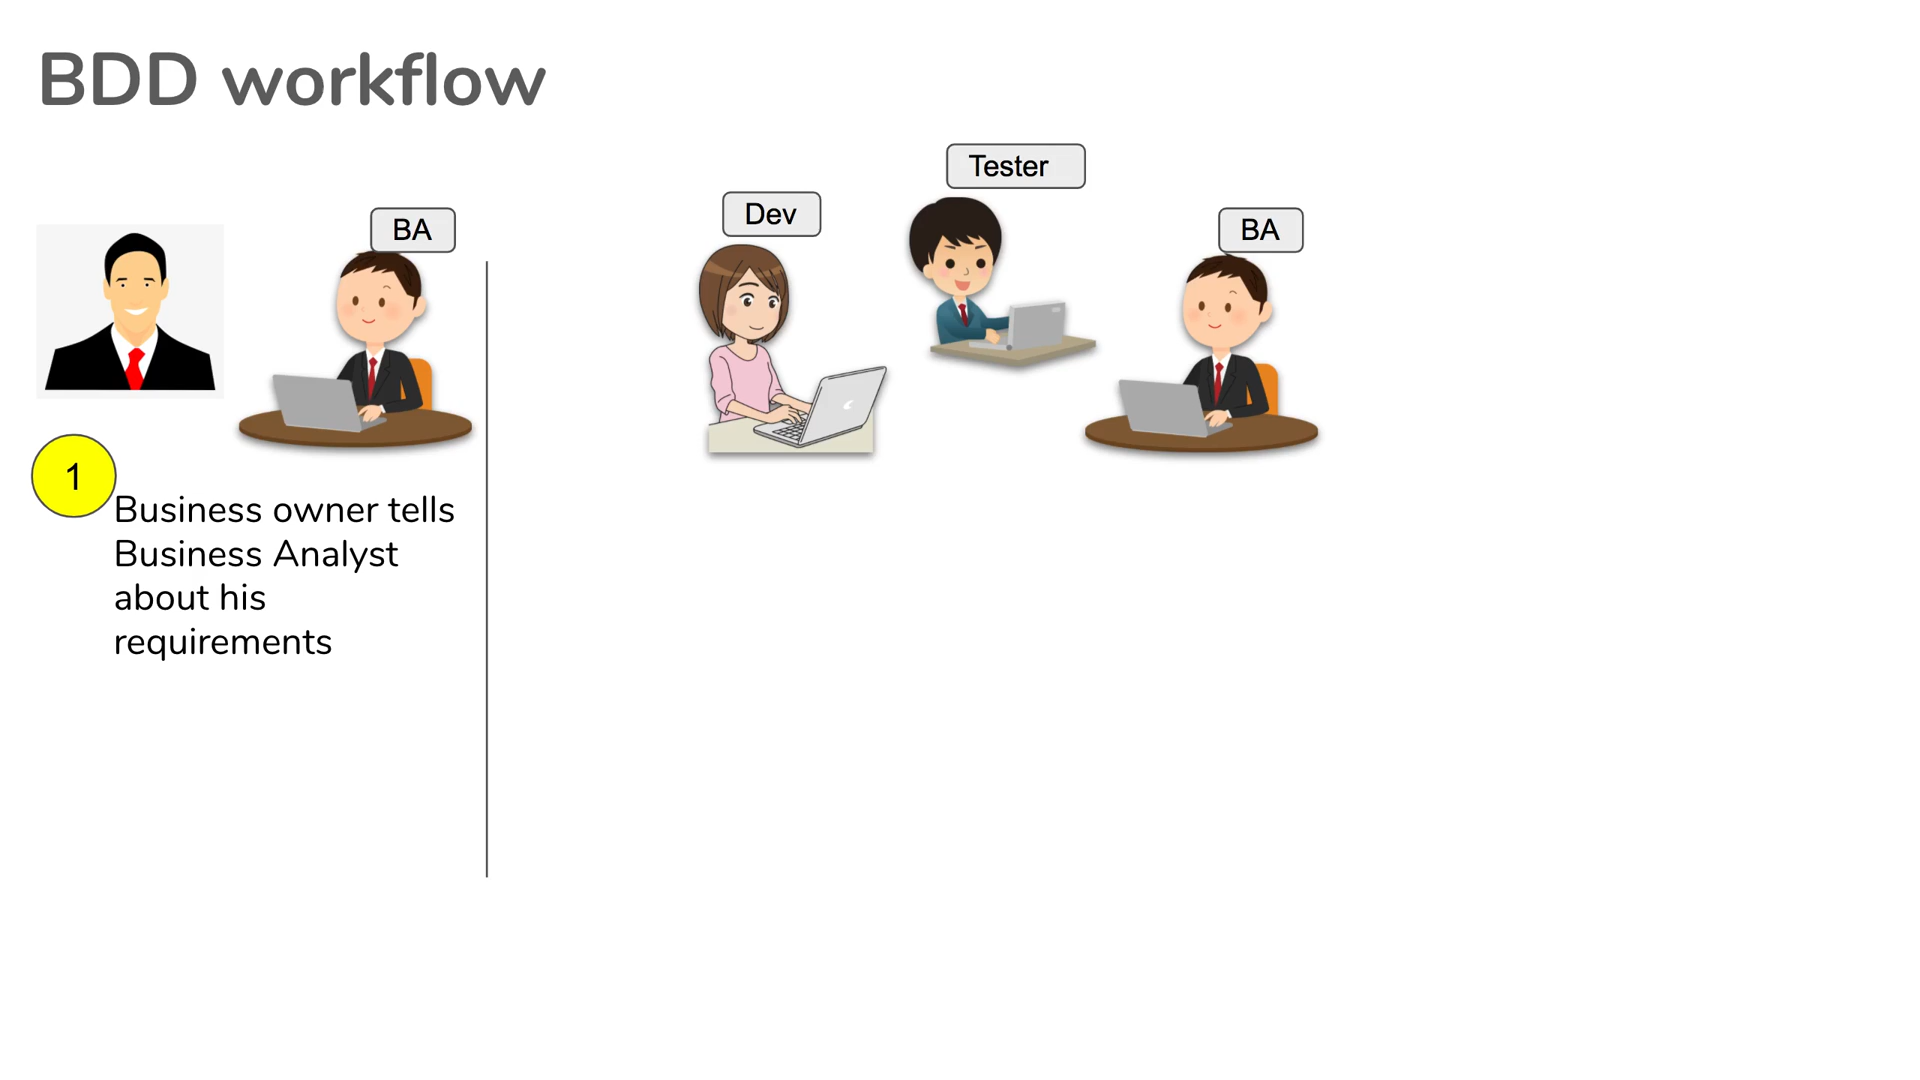 BDD workflow
Tester
Dev
BA
BA
1
Business owner tells
Business Analyst
about his
requirements